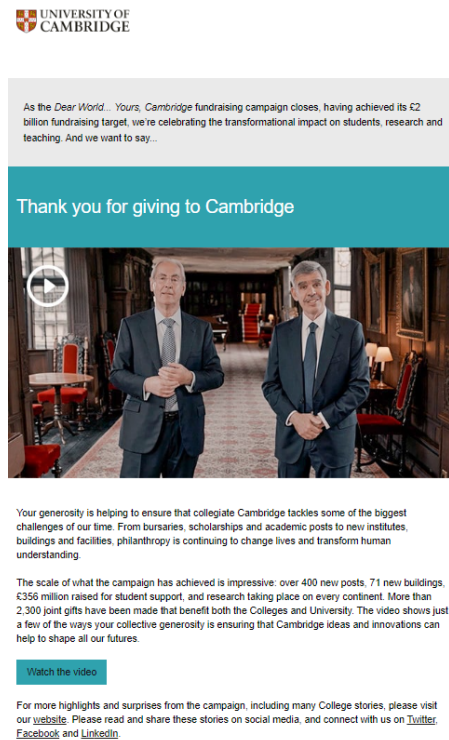 UNIVERSITY OF
CAMBRIDGE
As the Dear World... Yours, Cambridge fundraising campaign closes, having achieved its £2
billion fundraising target, we're celebrating the transformational impact on students, research and
teaching. And we want to say...
Thank you for giving to Cambridge
Your generosity is helping to ensure that collegiate Cambridge tackles some of the biggest
challenges of our time. From bursaries, scholarships and academic posts to new institutes,
buildings and facilities, philanthropy is continuing to change lives and transform human
understanding.
The scale of what the campaign has achieved is impressive: over 400 new posts, 71 new buildings,
£356 million raised for student support, and research taking place on every continent. More than
2,300 joint gifts have been made that benefit both the Colleges and University. The video shows just
a few of the ways your collective generosity is ensuring that Cambridge ideas and innovations can
help to shape all our futures.
Watch the video
For more highlights and surprises from the campaign, including many College stories, please visit
our website. Please read and share these stories on social media, and connect with us on Twitter,
Facebook and LinkedIn.